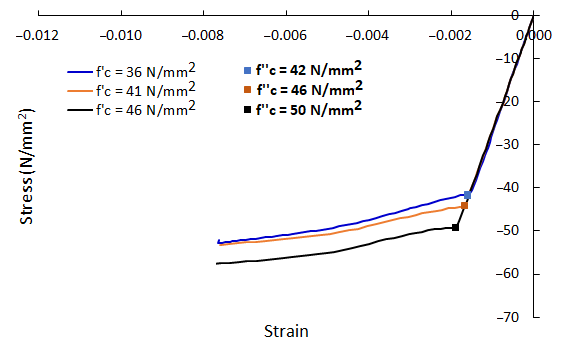 −0.012 −0.010 −0.008 −0.006 −0.004 −0.002 0.000
0
−10
−20
−30
−40
−50
−60
−70
f'c = 36 N/mm²
f'c = 41 N/mm²
f'c = 46 N/mm²
f''c = 42 N/mm²
f''c = 46 N/mm²
f''c = 50 N/mm²
Stress (N/mm²)
Strain